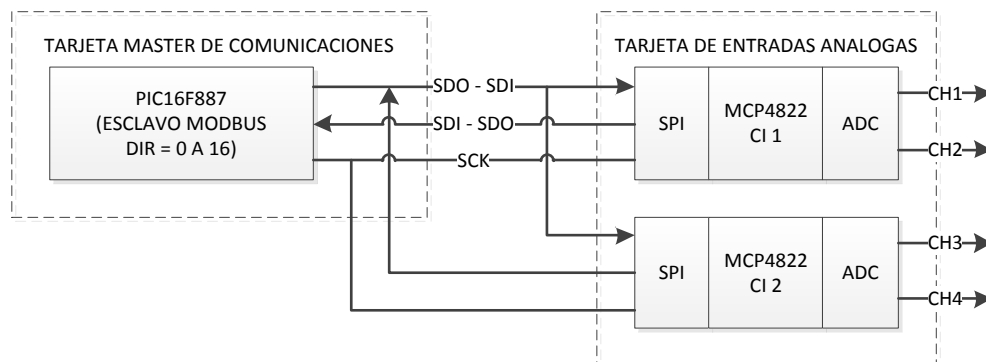 TARJETA MASTER DE COMUNICACIONES
PIC16F887
(ESCLAVO MODBUS
DIR = 0 A 16)
SDO - SDI
SDI - SDO
SCK
TARJETA DE ENTRADAS ANALOGAS
SPI
MCP4822
CI 1
ADC
CH1
CH2
SPI
MCP4822
CI 2
ADC
CH3
CH4